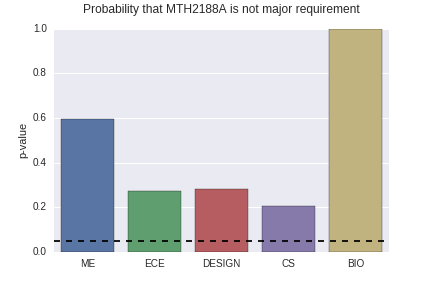 Probability that MTH2188A is not major requirement
1.0
0.8
0.6
0.4
0.2
0.0
p-value
ME ECE DESIGN CS BIO